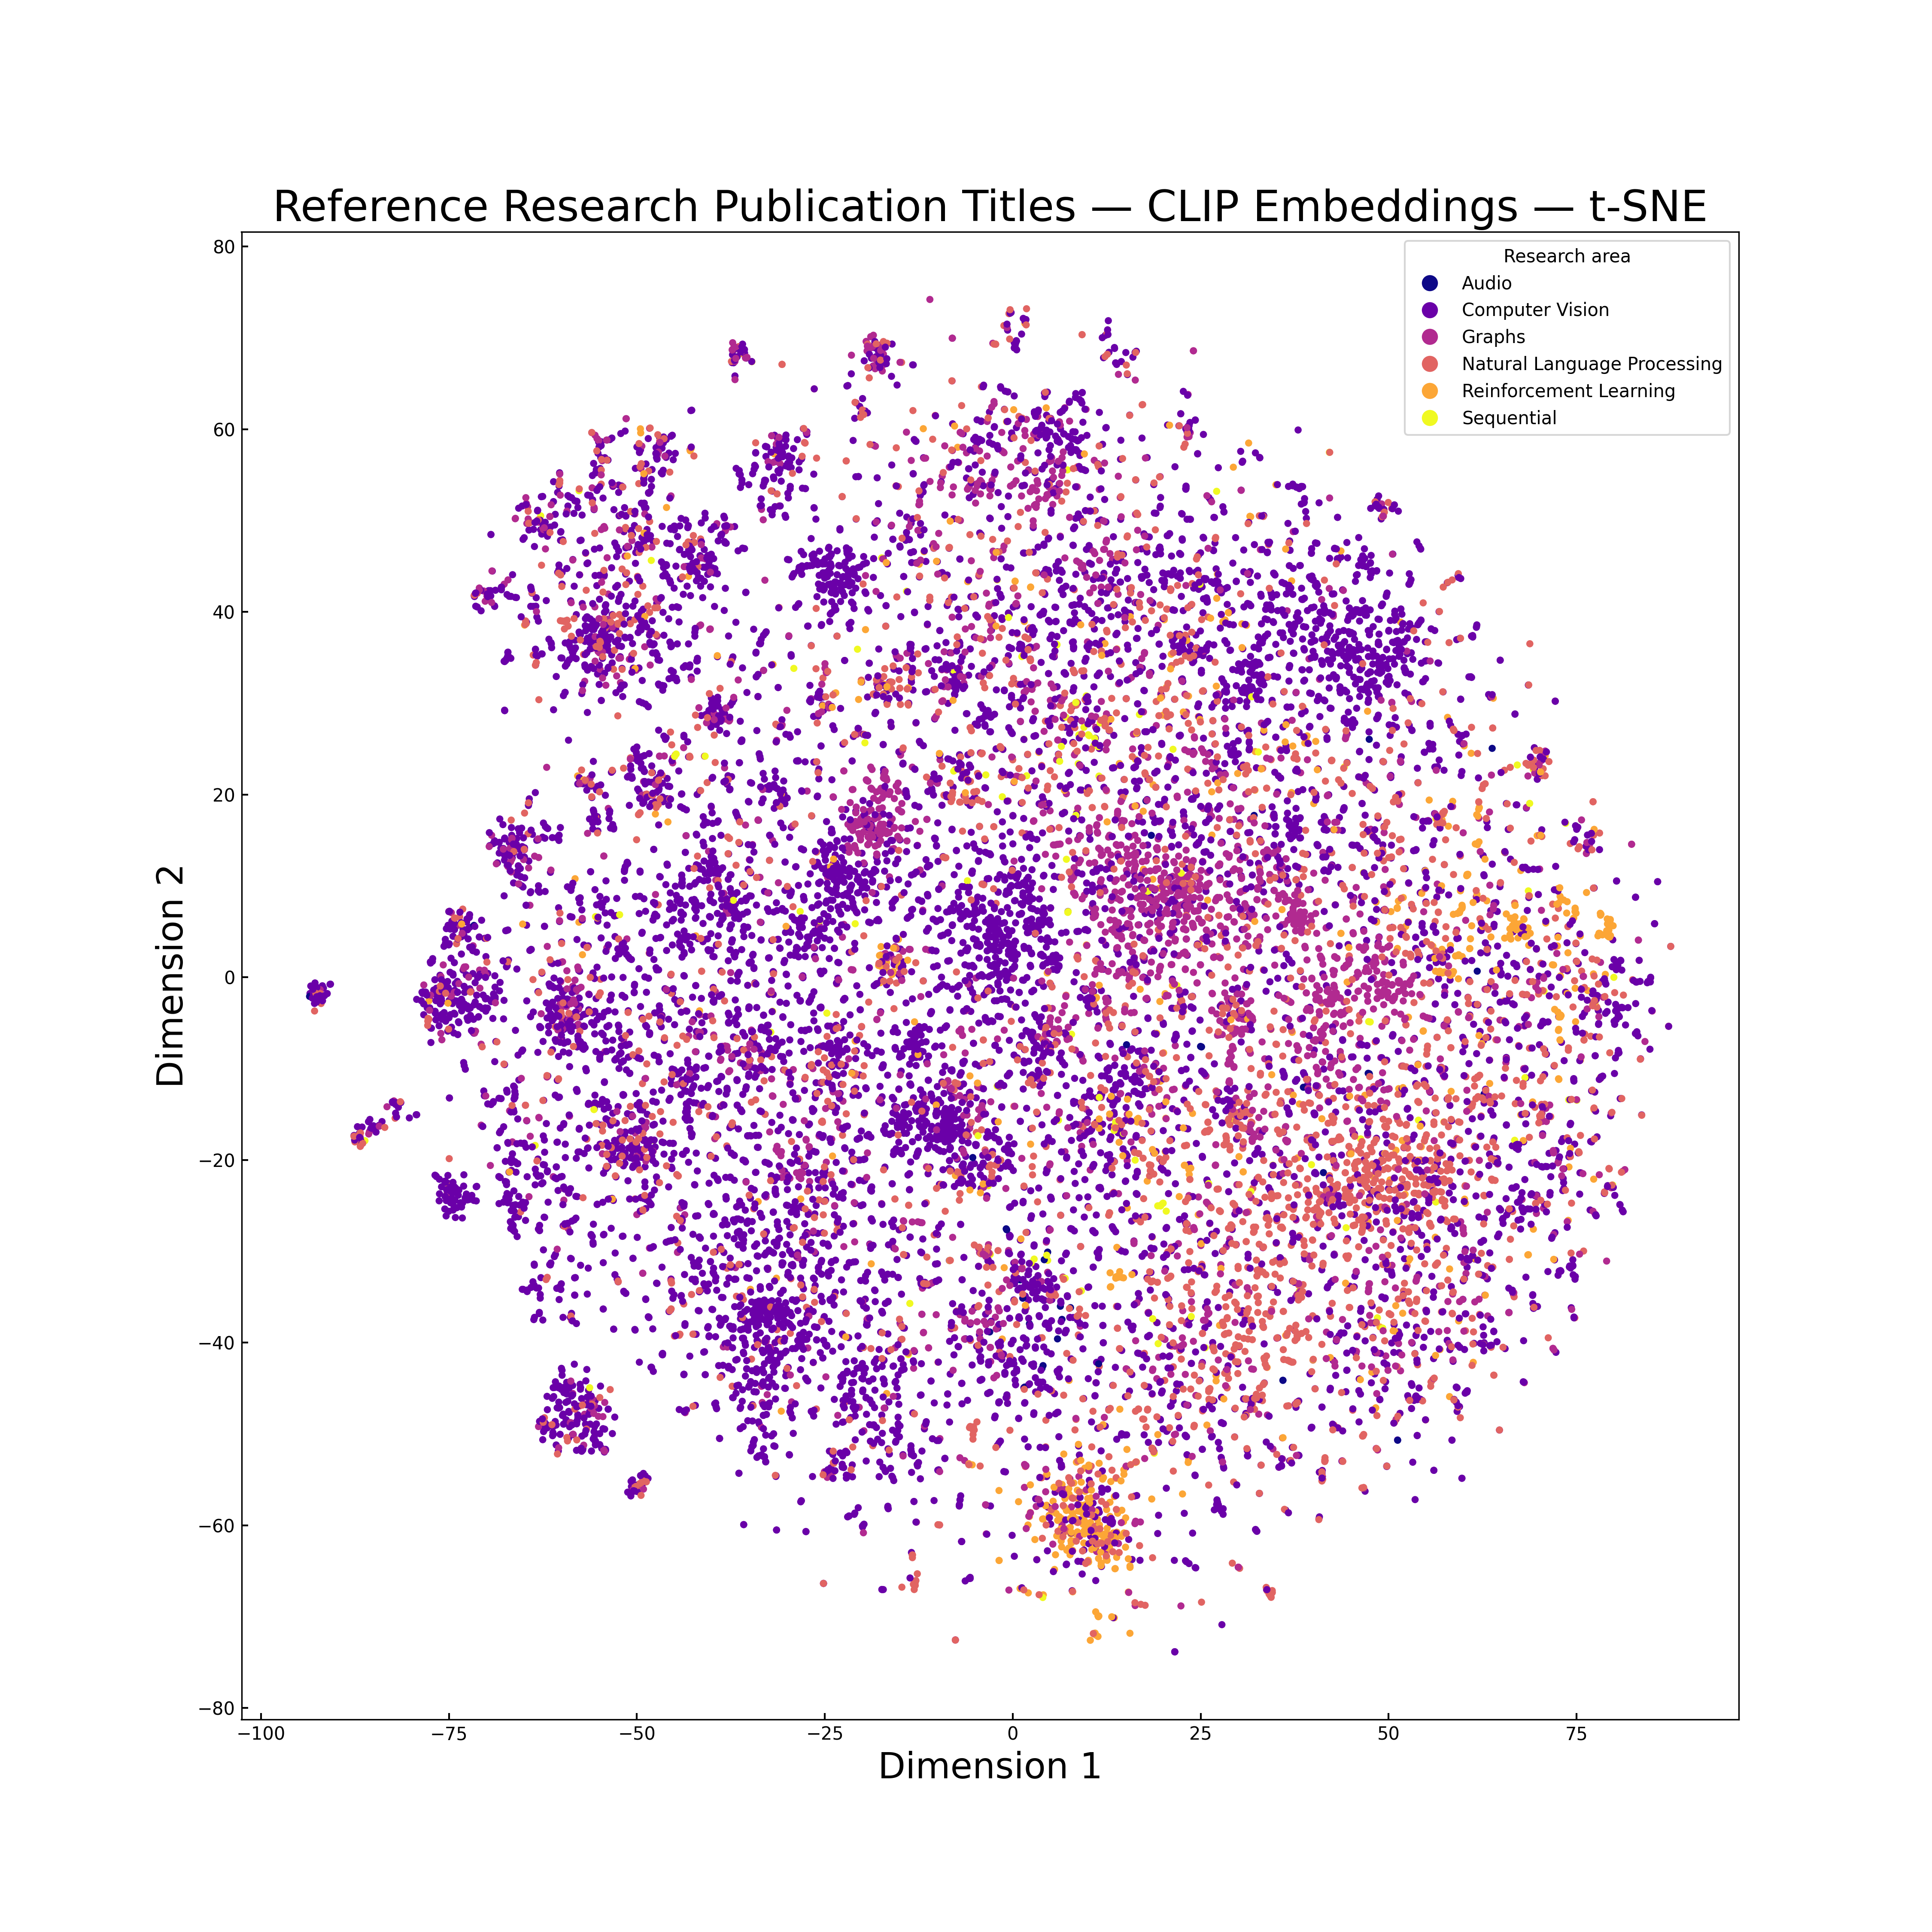 Reference Research Publication Titles — CLIP Embeddings — t-SNE
Research area
Audio
Computer Vision
Graphs
Natural Language Processing
Reinforcement Learning
Sequential
80
60
40
20
0
−20
−40
−60
−80
Dimension 2
−100
−75
−50
−25
0
25
50
75
Dimension 1